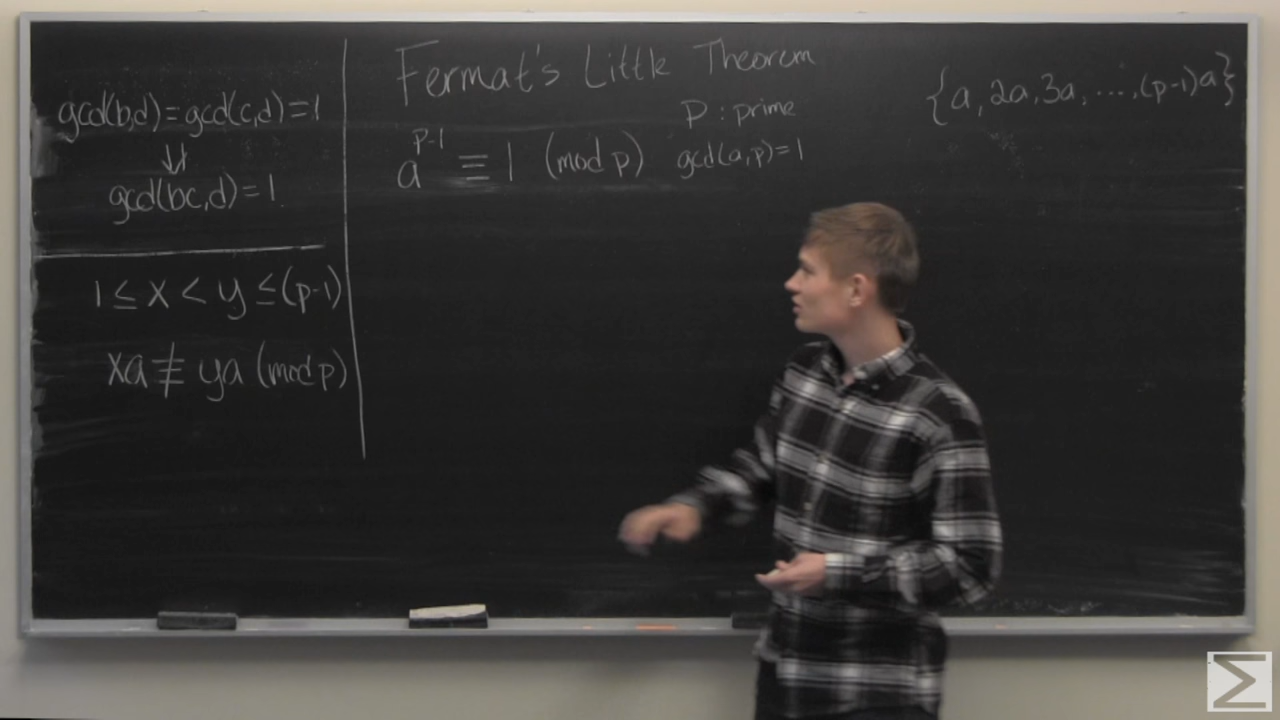 gcd(b,d)=gcd(c,d)=1
⇓
gcd(bc,d)=1.
1 ≤ x < y ≤ (p-1)
xa ≢ ya (mod p)
Fermat's Little Theorem
P : prime
a^{p-1} ≡ 1 (mod p) gcd(a,p)=1
{a, 2a, 3a, ..., (p-1)a}
Σ